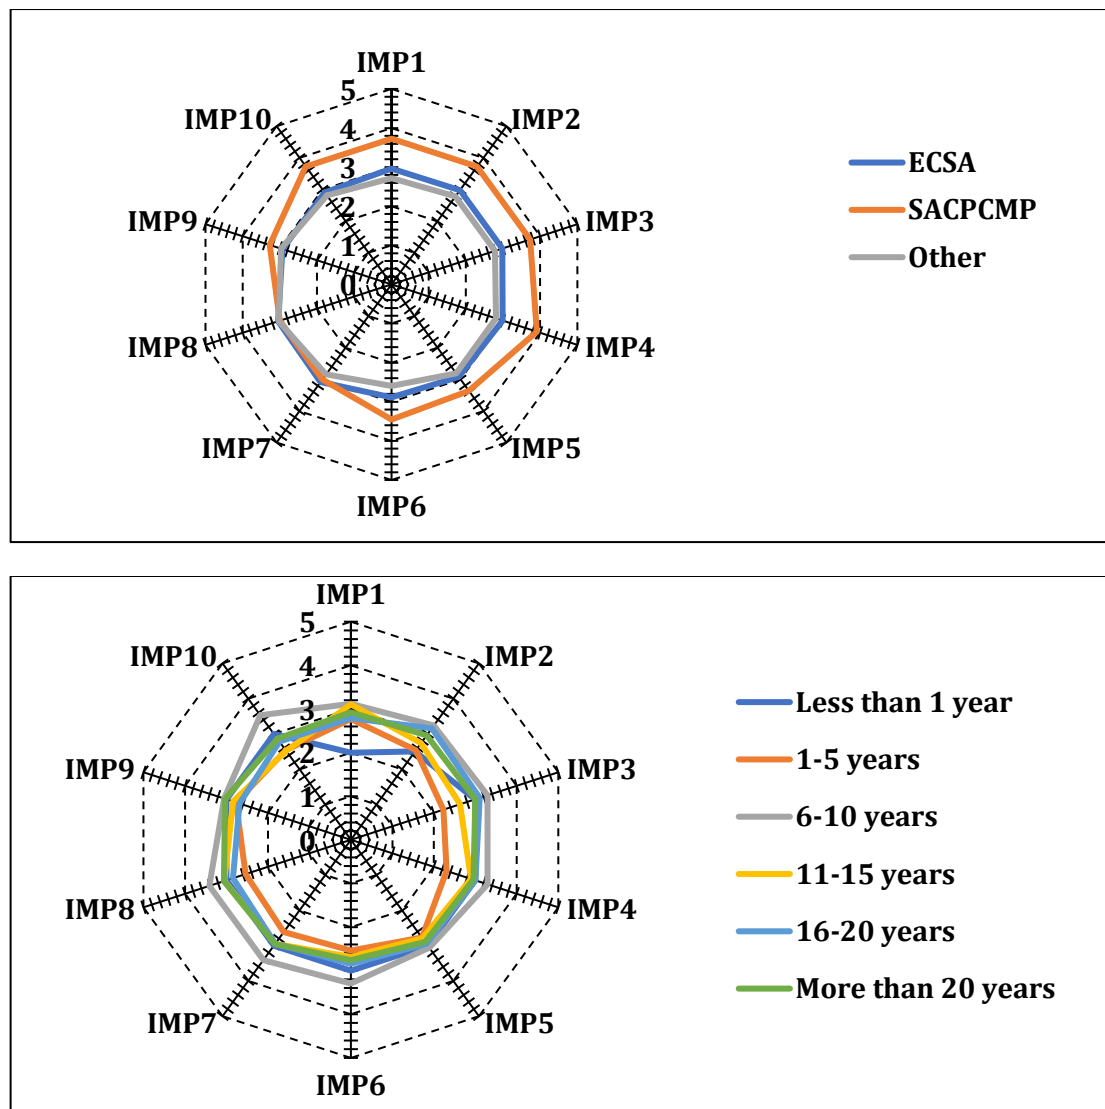 IMP1
5
IMP10
IMP2
4
ECSA
3
SACPCMP
2
IMP9
IMP3
1
Other
0
IMP8
IMP4
IMP7
IMP5
IMP6
IMP1
5
IMP10
IMP2
4
Less than 1 year
3
1-5 years
2
IMP9
IMP3
1
6-10 years
0
11-15 years
IMP8
IMP4
16-20 years
More than 20 years
IMP7
IMP5
IMP6